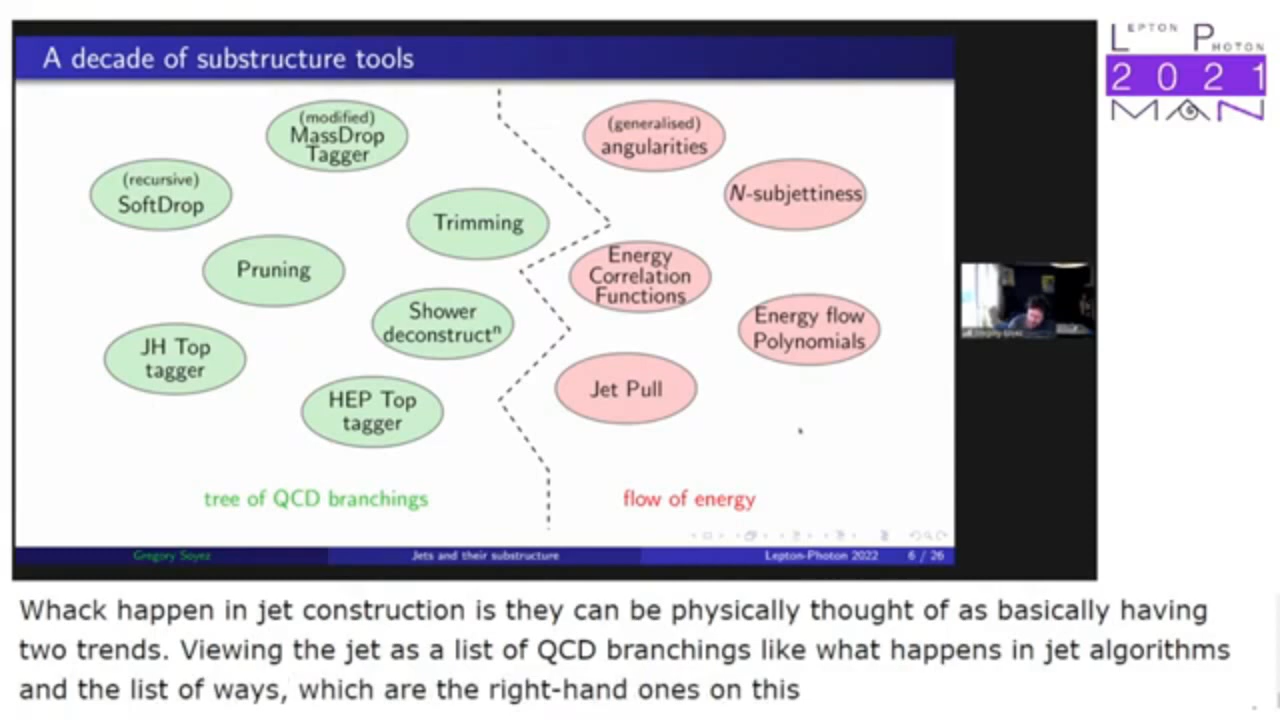 A decade of substructure tools
LEPTON PHOTON
2021
MAN
(modified)
MassDrop
Tagger
(recursive)
SoftDrop
Trimming
Pruning
Shower
deconstructⁿ
JH Top
tagger
HEP Top
tagger
tree of QCD branchings
(generalised)
angularities
N-subjettiness
Energy
Correlation
Functions
Energy flow
Polynomials
Jet Pull
flow of energy
Gregory Soyez
Jets and their substructure
Lepton-Photon 2022
6 / 26
Whack happen in jet construction is they can be physically thought of as basically having
two trends. Viewing the jet as a list of QCD branchings like what happens in jet algorithms
and the list of ways, which are the right-hand ones on this